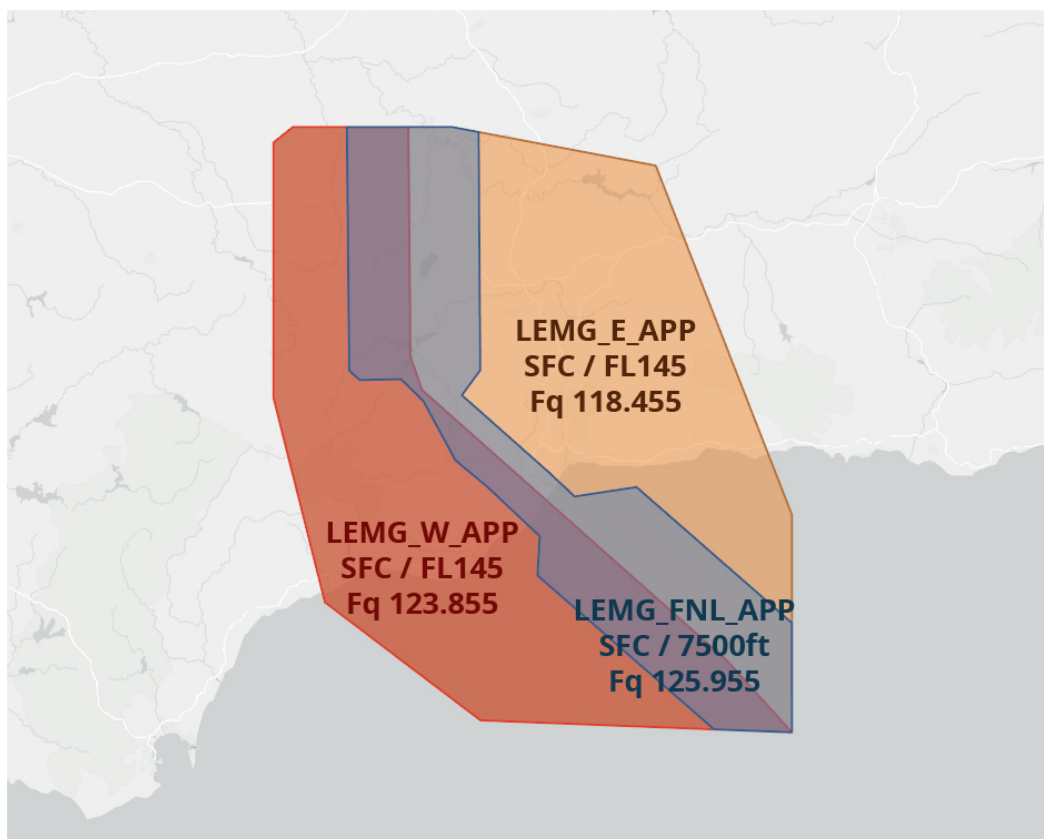 LEMG_E_APP
SFC / FL145
Fq 118.455
LEMG_W_APP
SFC / FL145
Fq 123.855
LEMG_FNL_APP
SFC / 7500ft
Fq 125.955